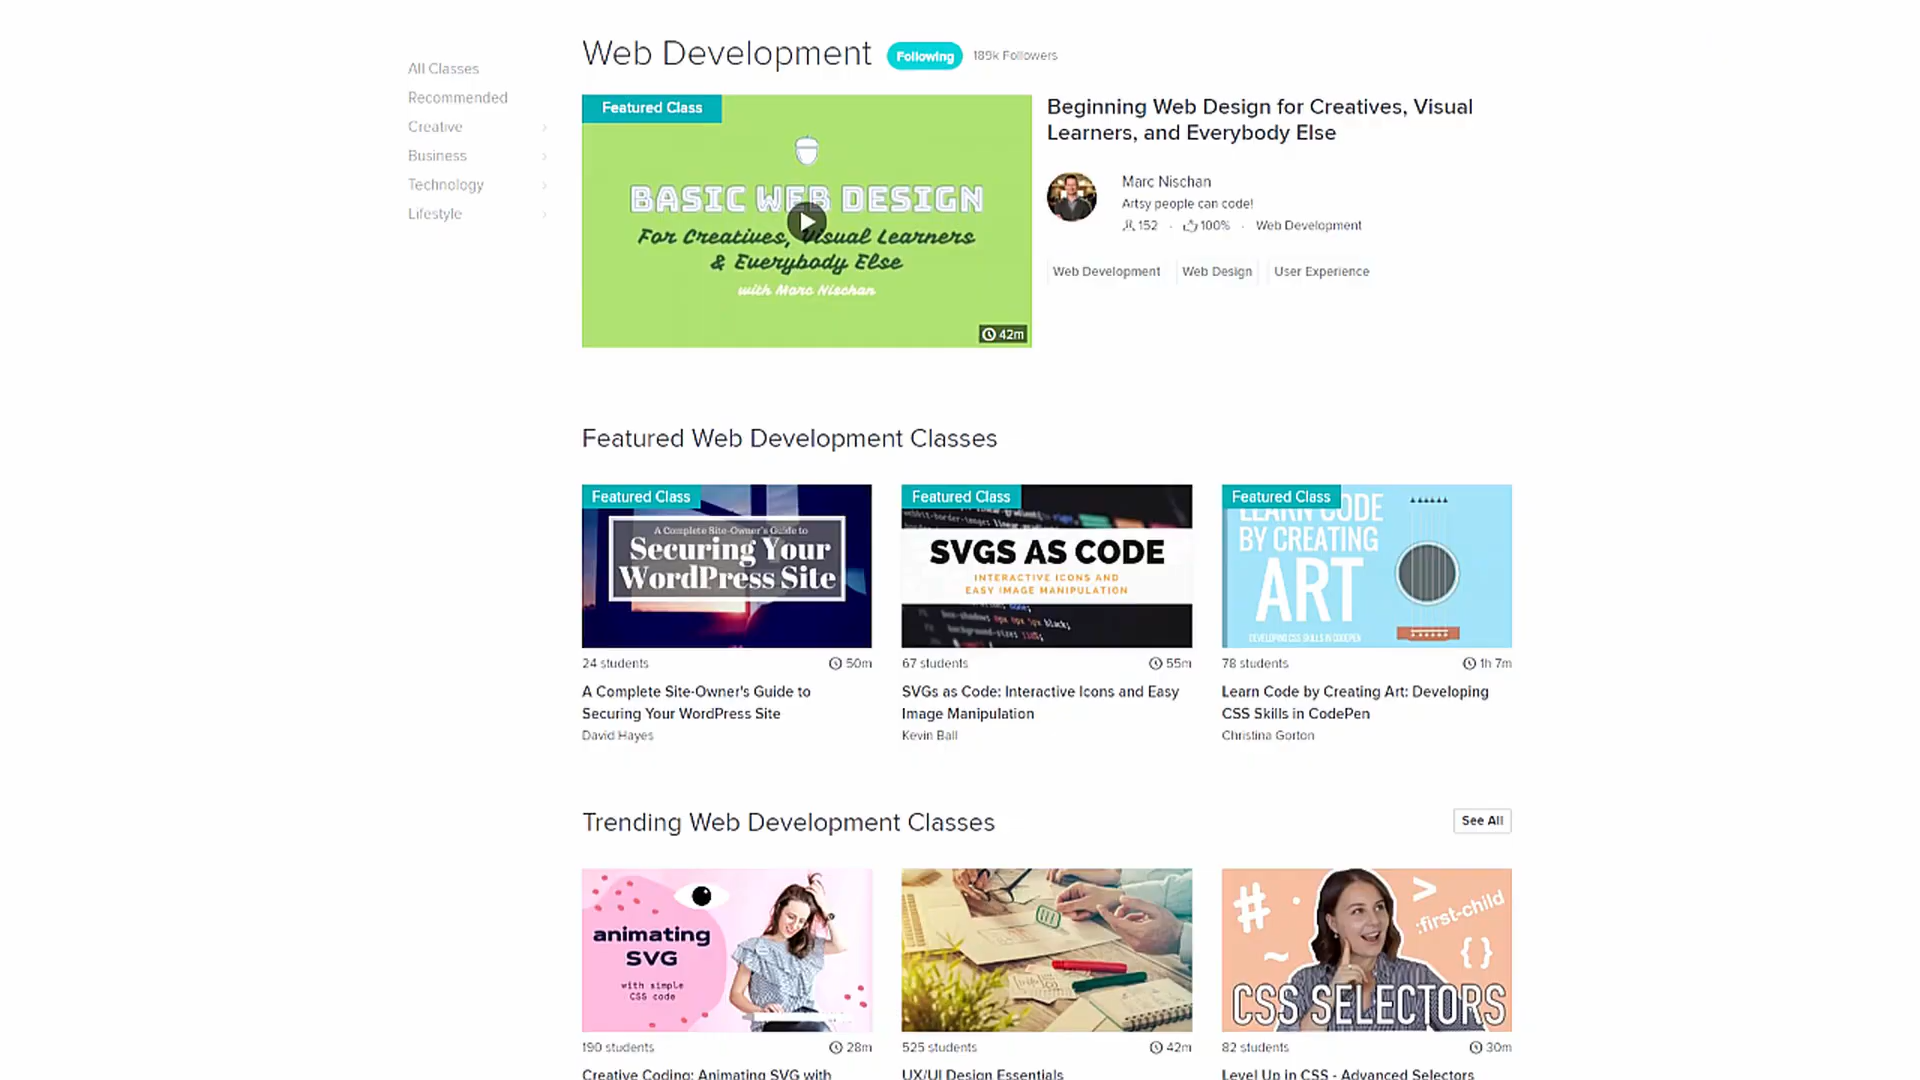 Web Development
Following
189k Followers
All Classes
Recommended
Creative
Business
Technology
Lifestyle
Featured Class
BASIC WEB DESIGN
For Creatives, Visual Learners
& Everybody Else
with Marc Nischan
42m
Beginning Web Design for Creatives, Visual
Learners, and Everybody Else
Marc Nischan
Artsy people can code!
152 · 100% · Web Development
Web Development
Web Design
User Experience
Featured Web Development Classes
Featured Class
A Complete Site-Owner's Guide to
Securing Your
WordPress Site
24 students
50m
A Complete Site-Owner's Guide to
Securing Your WordPress Site
David Hayes
Featured Class
SVGS AS CODE
INTERACTIVE ICONS AND
EASY IMAGE MANIPULATION
67 students
55m
SVGs as Code: Interactive Icons and Easy
Image Manipulation
Kevin Ball
Featured Class
LEARN CODE
BY CREATING
ART
DEVELOPING CSS SKILLS IN CODEPEN
78 students
1h 7m
Learn Code by Creating Art: Developing
CSS Skills in CodePen
Christina Gorton
Trending Web Development Classes
See All
animating
SVG
with simple
CSS code
190 students
28m
Creative Coding: Animating SVG with
525 students
42m
UX/UI Design Essentials
# > :first-child
~ {}
CSS SELECTORS
82 students
30m
Level Up in CSS - Advanced Selectors